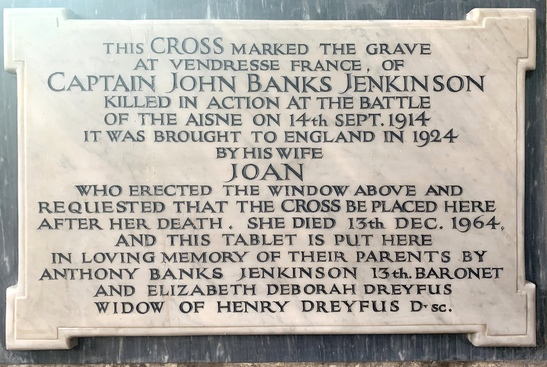 THIS CROSS MARKED THE GRAVE
AT VENDRESSE FRANCE, OF
CAPTAIN JOHN BANKS JENKINSON
KILLED IN ACTION AT THE BATTLE
OF THE AISNE ON 14th SEPT. 1914
IT WAS BROUGHT TO ENGLAND IN 1924
BY HIS WIFE
JOAN
WHO ERECTED THE WINDOW ABOVE AND
REQUESTED THAT THE CROSS BE PLACED HERE
AFTER HER DEATH. SHE DIED 13th DEC. 1964,
AND THIS TABLET IS PUT HERE
IN LOVING MEMORY OF THEIR PARENTS BY
ANTHONY BANKS JENKINSON 13th. BARONET
AND ELIZABETH DEBORAH DREYFUS
WIDOW OF HENRY DREYFUS D.sc.